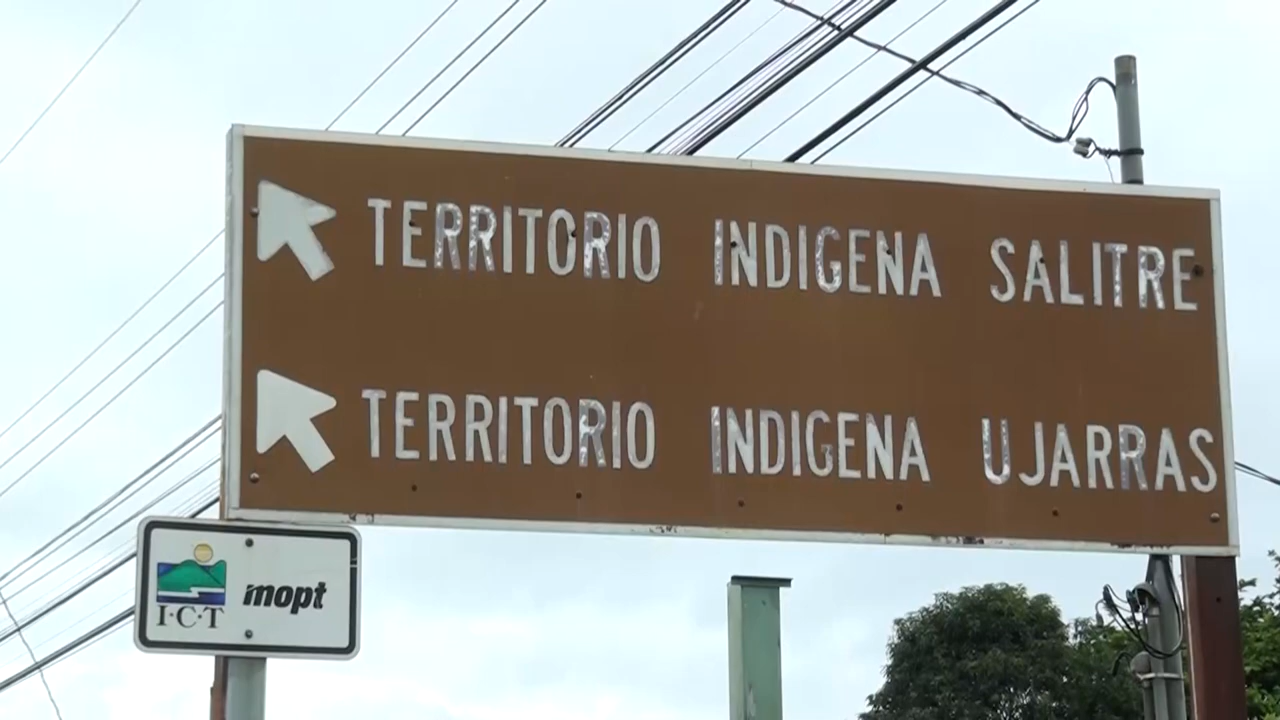 TERRITORIO INDIGENA SALITRE
TERRITORIO INDIGENA UJARRAS
I·C·T
mopt